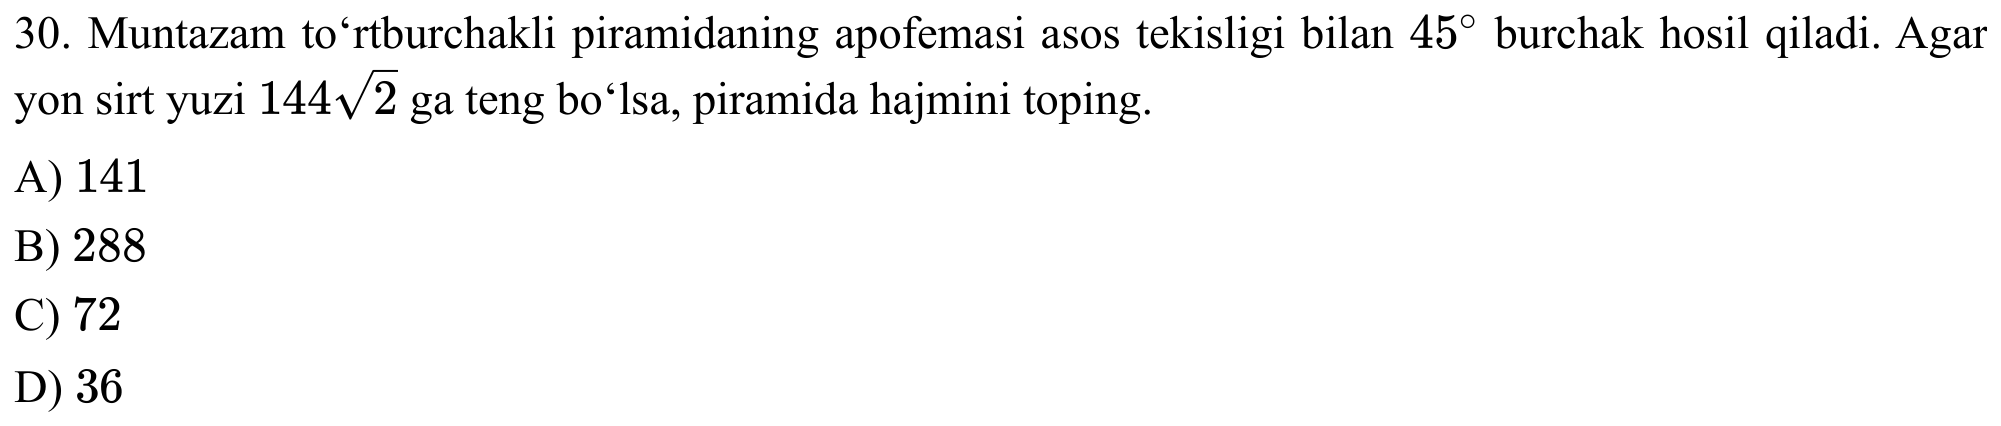 30. Muntazam to‘rtburchakli piramidaning apofemasi asos tekisligi bilan 45° burchak hosil qiladi. Agar
yon sirt yuzi 144√2 ga teng bo‘lsa, piramida hajmini toping.
A) 141
B) 288
C) 72
D) 36